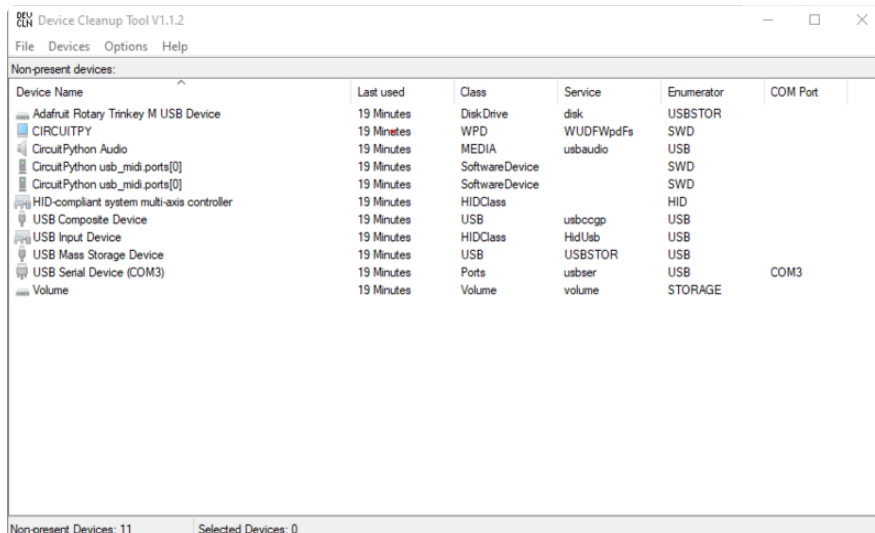 DEV CLN Device Cleanup Tool V1.1.2
File Devices Options Help
Non-present devices:
Device Name Last used Class Service Enumerator COM Port
Adafruit Rotary Trinkey M USB Device 19 Minutes DiskDrive disk USBSTOR
CIRCUITPY 19 Minutes WPD WUDFWpdFs SWD
CircuitPython Audio 19 Minutes MEDIA usbaudio USB
CircuitPython usb_midi.ports[0] 19 Minutes SoftwareDevice SWD
CircuitPython usb_midi.ports[0] 19 Minutes SoftwareDevice SWD
HID-compliant system multi-axis controller 19 Minutes HIDClass HID
USB Composite Device 19 Minutes USB usbccgp USB
USB Input Device 19 Minutes HIDClass HidUsb USB
USB Mass Storage Device 19 Minutes USB USBSTOR USB
USB Serial Device (COM3) 19 Minutes Ports usbser USB COM3
Volume 19 Minutes Volume volume STORAGE
Non-present Devices: 11 Selected Devices: 0